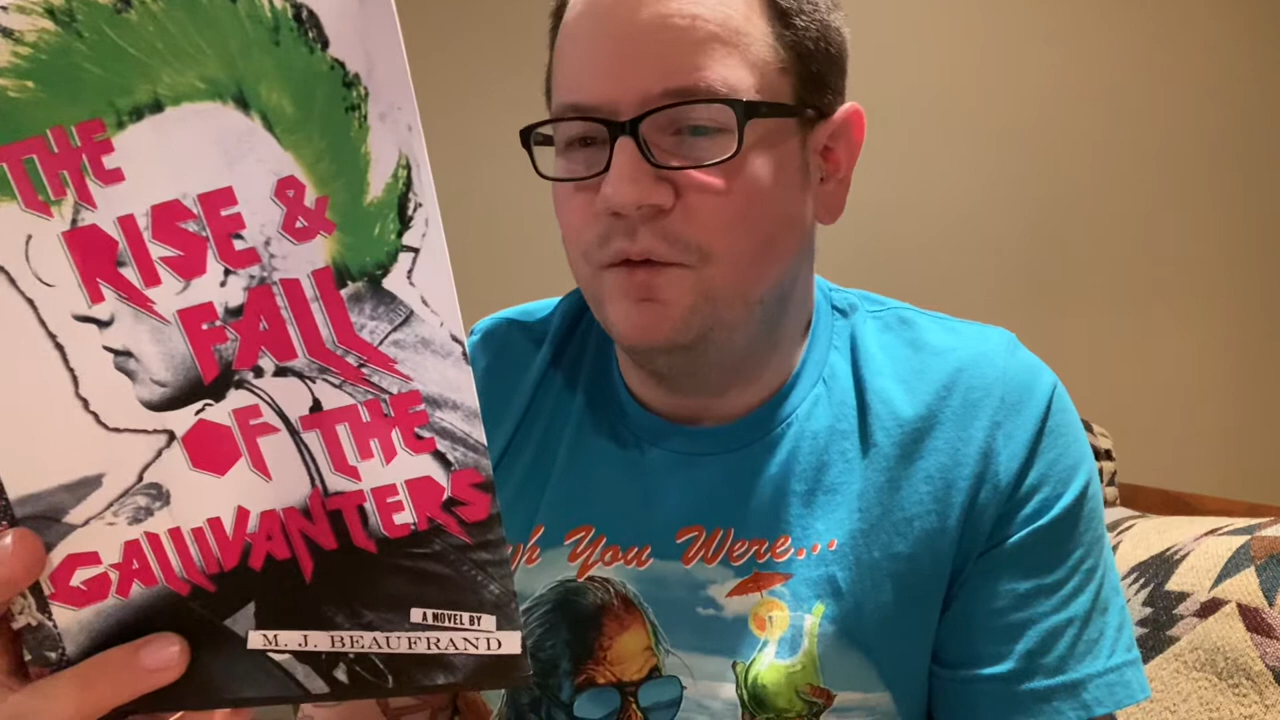 THE
RISE &
FALL
OF THE
GALLIVANTERS
A NOVEL BY
M. J. BEAUFRAND
You Were...